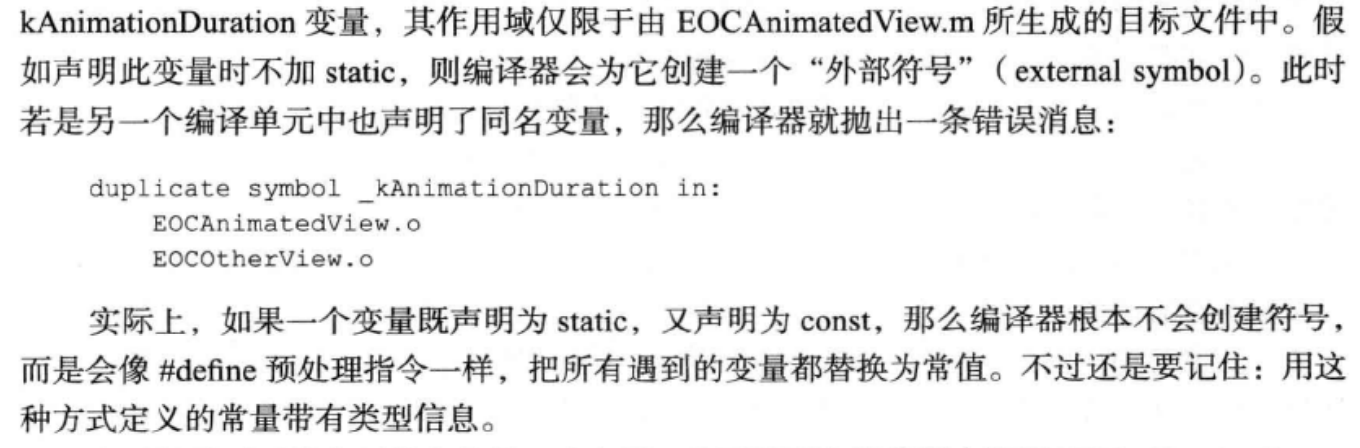 kAnimationDuration 变量，其作用域仅限于由 EOCAnimatedView.m 所生成的目标文件中。假
如声明此变量时不加 static，则编译器会为它创建一个“外部符号”（external symbol）。此时
若是另一个编译单元中也声明了同名变量，那么编译器就抛出一条错误消息：
duplicate symbol _kAnimationDuration in:
EOCAnimatedView.o
EOCOtherView.o
实际上，如果一个变量既声明为 static，又声明为 const，那么编译器根本不会创建符号，
而是会像 #define 预处理指令一样，把所有遇到的变量都替换为常值。不过还是要记住：用这
种方式定义的常量带有类型信息。